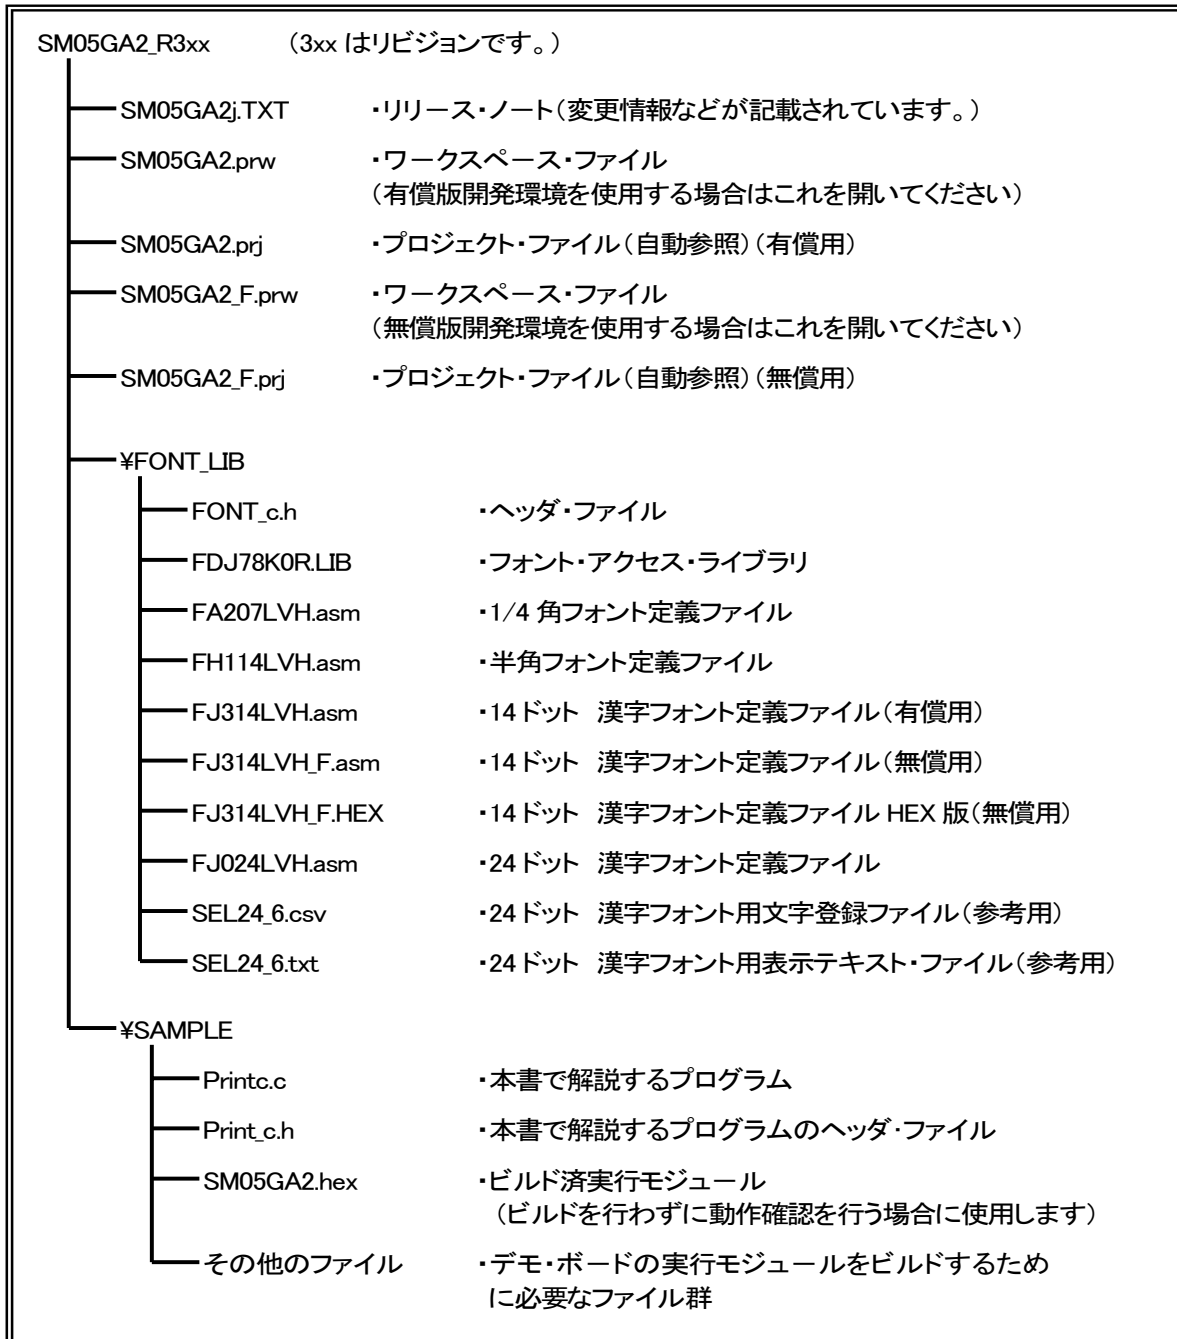 SM05GA2_R3xx （3xx はリビジョンです。）
SM05GA2j.TXT ・リリース・ノート（変更情報などが記載されています。）
SM05GA2.prw ・ワークスペース・ファイル
（有償版開発環境を使用する場合はこれを開いてください）
SM05GA2.prj ・プロジェクト・ファイル（自動参照）（有償用）
SM05GA2_F.prw ・ワークスペース・ファイル
（無償版開発環境を使用する場合はこれを開いてください）
SM05GA2_F.prj ・プロジェクト・ファイル（自動参照）（無償用）
¥FONT_LIB
FONT_c.h ・ヘッダ・ファイル
FDJ78K0R.LIB ・フォント・アクセス・ライブラリ
FA207LVH.asm ・1/4 角フォント定義ファイル
FH114LVH.asm ・半角フォント定義ファイル
FJ314LVH.asm ・14ドット 漢字フォント定義ファイル（有償用）
FJ314LVH_F.asm ・14ドット 漢字フォント定義ファイル（無償用）
FJ314LVH_F.HEX ・14ドット 漢字フォント定義ファイル HEX 版（無償用）
FJ024LVH.asm ・24ドット 漢字フォント定義ファイル
SEL24_6.csv ・24ドット 漢字フォント用文字登録ファイル（参考用）
SEL24_6.txt ・24ドット 漢字フォント用表示テキスト・ファイル（参考用）
¥SAMPLE
Printc.c ・本書で解説するプログラム
Print_c.h ・本書で解説するプログラムのヘッダ・ファイル
SM05GA2.hex ・ビルド済実行モジュール
（ビルドを行わずに動作確認を行う場合に使用します）
その他のファイル ・デモ・ボードの実行モジュールをビルドするため
に必要なファイル群